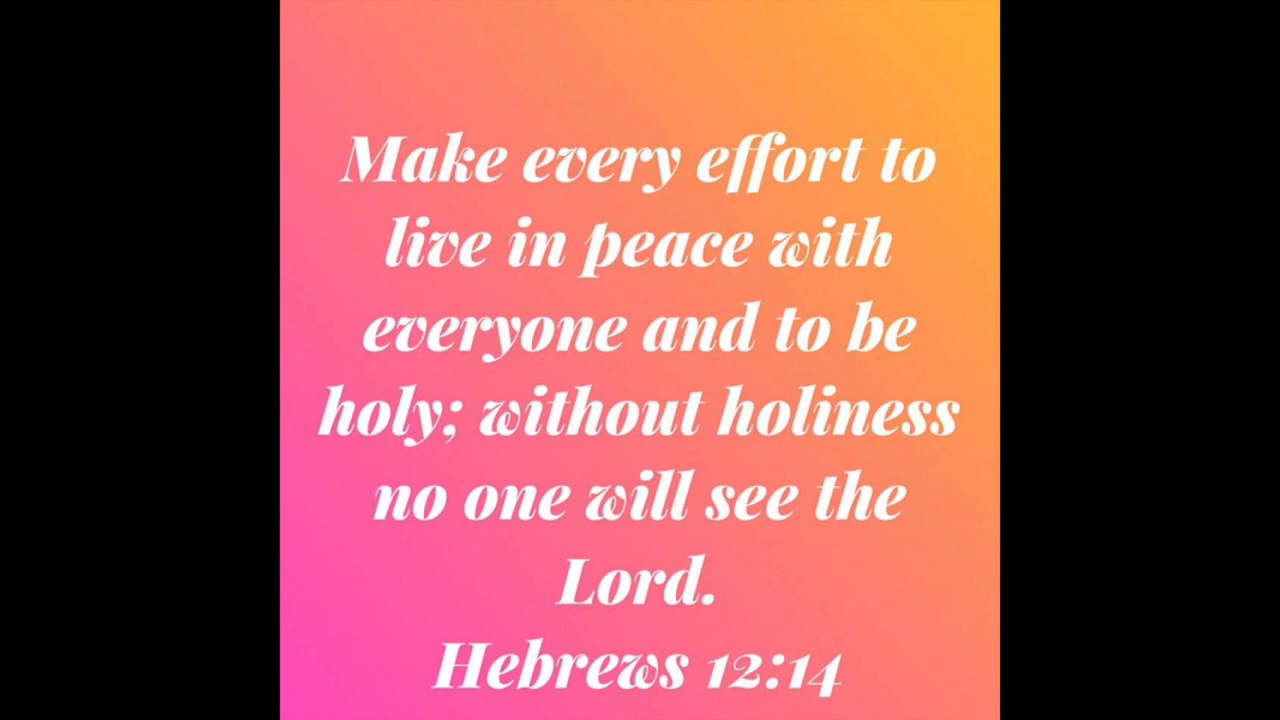 Make every effort to
live in peace with
everyone and to be
holy; without holiness
no one will see the
Lord.
Hebrews 12:14